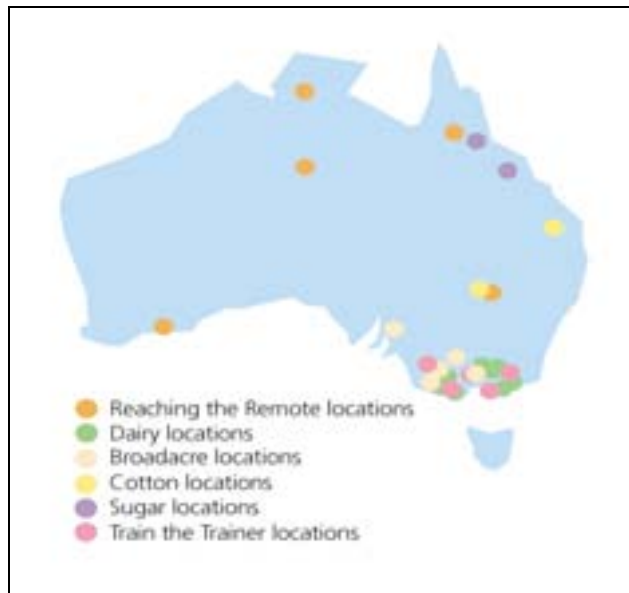 Reaching the Remote locations
Dairy locations
Broadacre locations
Cotton locations
Sugar locations
Train the Trainer locations